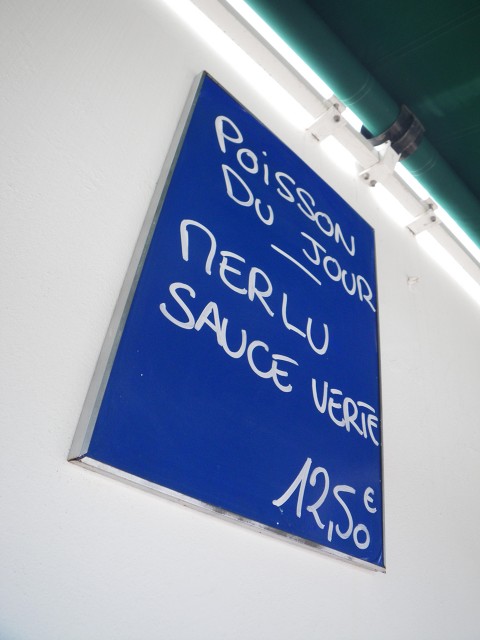 POISSON
DU JOUR
MERLU
SAUCE VERTE
12,50€